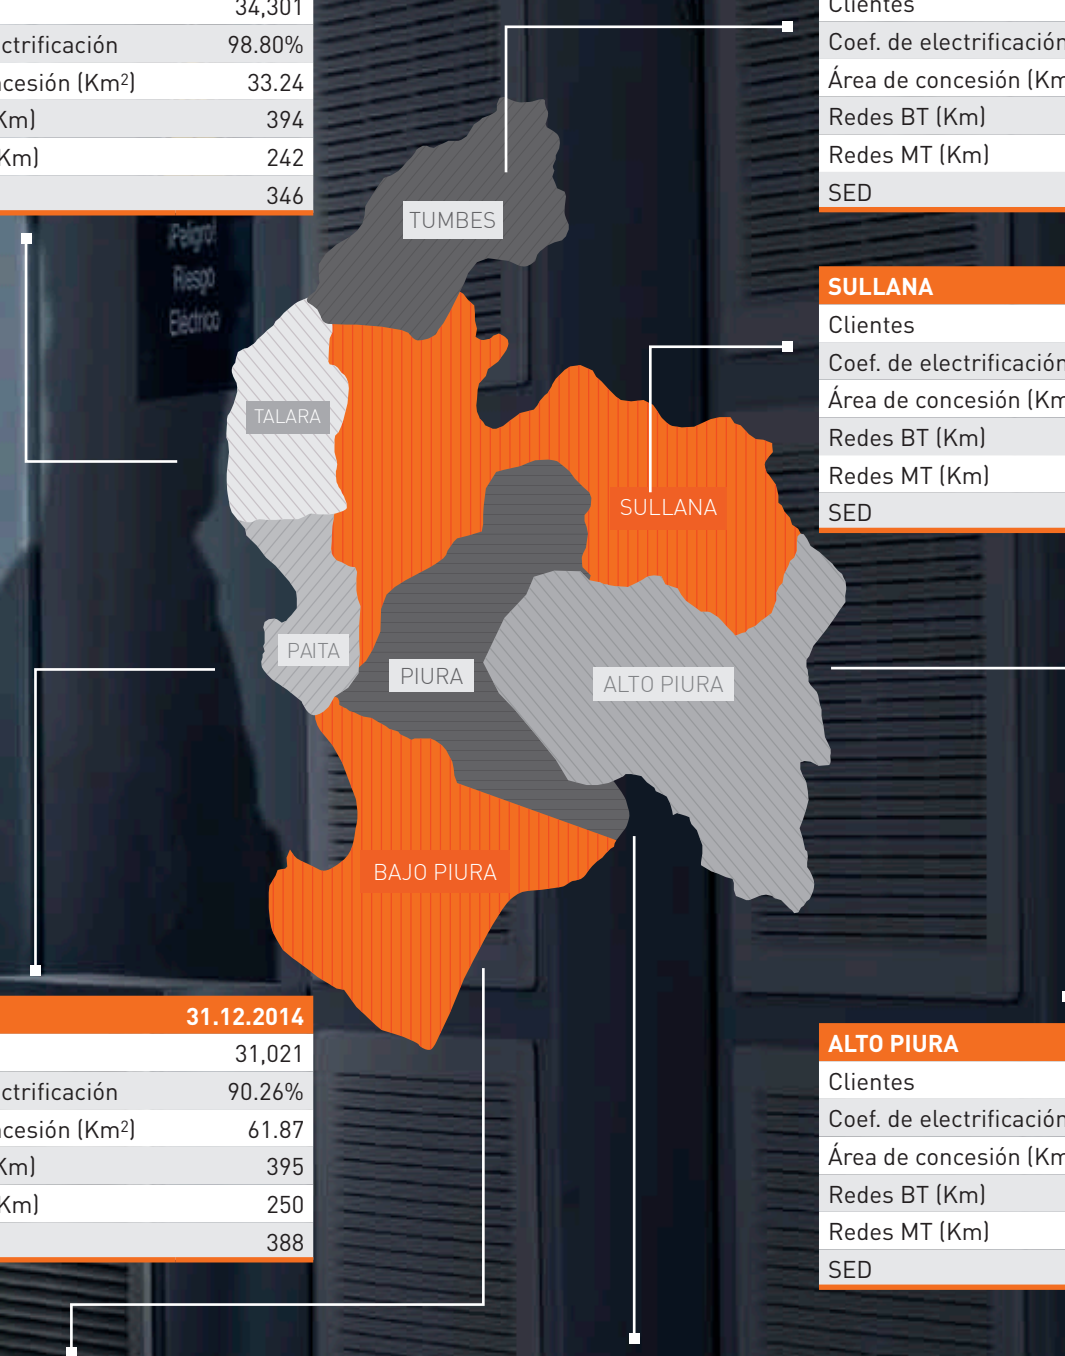 34,301
ctrificación 98.80%
cesión (Km²) 33.24
Km) 394
Km) 242
346
Clientes
Coef. de electrificación
Área de concesión (Km
Redes BT (Km)
Redes MT (Km)
SED
¡Peligro!
Riesgo
Eléctrico
TUMBES
TALARA
SULLANA
PAITA
PIURA
ALTO PIURA
BAJO PIURA
SULLANA
Clientes
Coef. de electrificación
Área de concesión (Km
Redes BT (Km)
Redes MT (Km)
SED
31.12.2014
31,021
ctrificación 90.26%
cesión (Km²) 61.87
Km) 395
Km) 250
388
ALTO PIURA
Clientes
Coef. de electrificación
Área de concesión (Km
Redes BT (Km)
Redes MT (Km)
SED